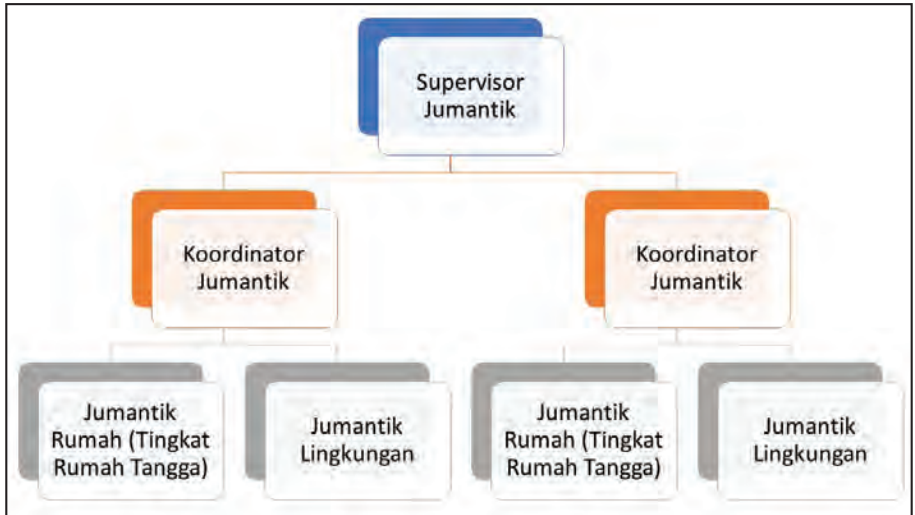 Supervisor
Jumantik
Koordinator
Jumantik
Koordinator
Jumantik
Jumantik
Rumah (Tingkat
Rumah Tangga)
Jumantik
Lingkungan
Jumantik
Rumah (Tingkat
Rumah Tangga)
Jumantik
Lingkungan